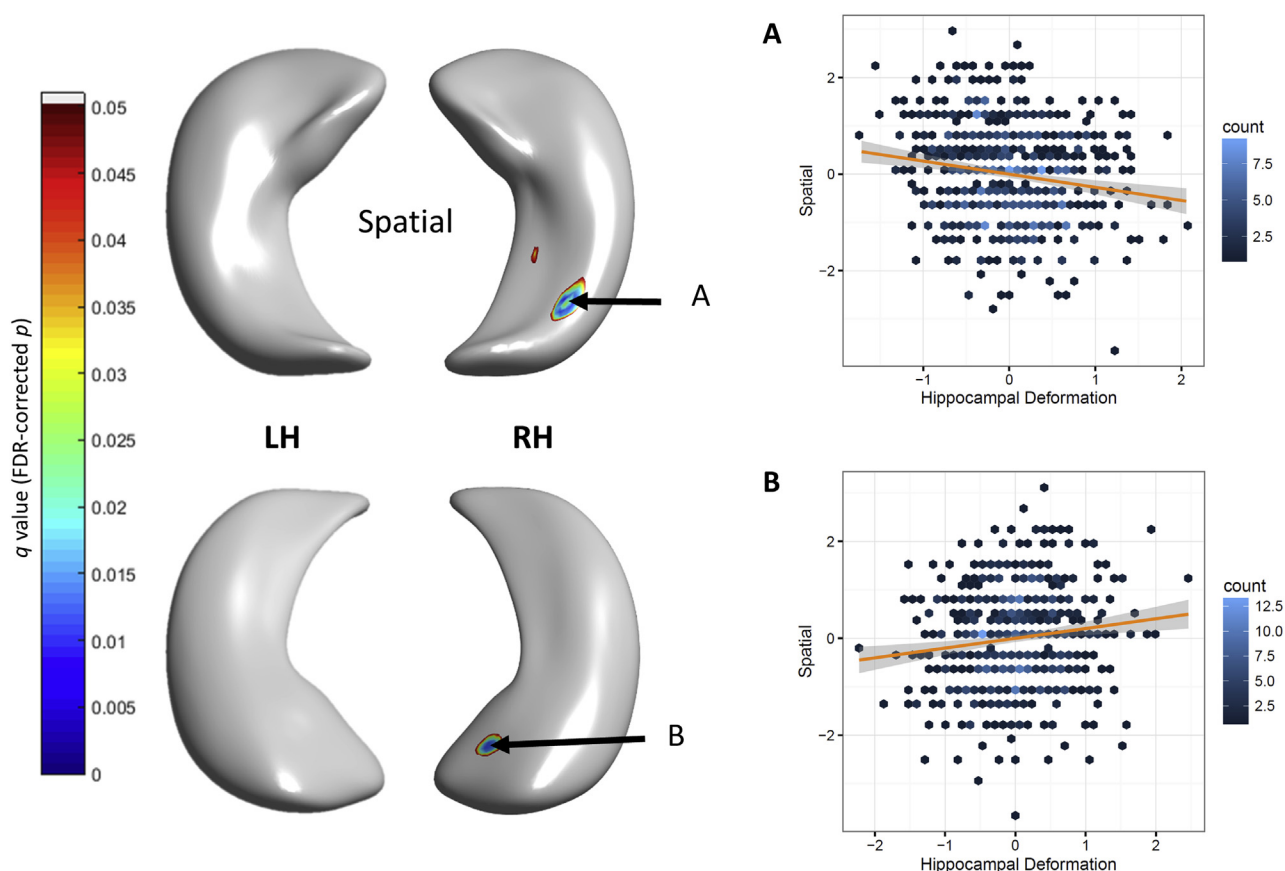 q value (FDR-corrected p)
0.05
0.045
0.04
0.035
0.03
0.025
0.02
0.015
0.01
0.005
0
Spatial
A
LH
RH
B
A
Spatial
2
0
−2
−1
0
1
2
Hippocampal Deformation
count
7.5
5.0
2.5
B
Spatial
2
0
−2
−2
−1
0
1
2
Hippocampal Deformation
count
12.5
10.0
7.5
5.0
2.5